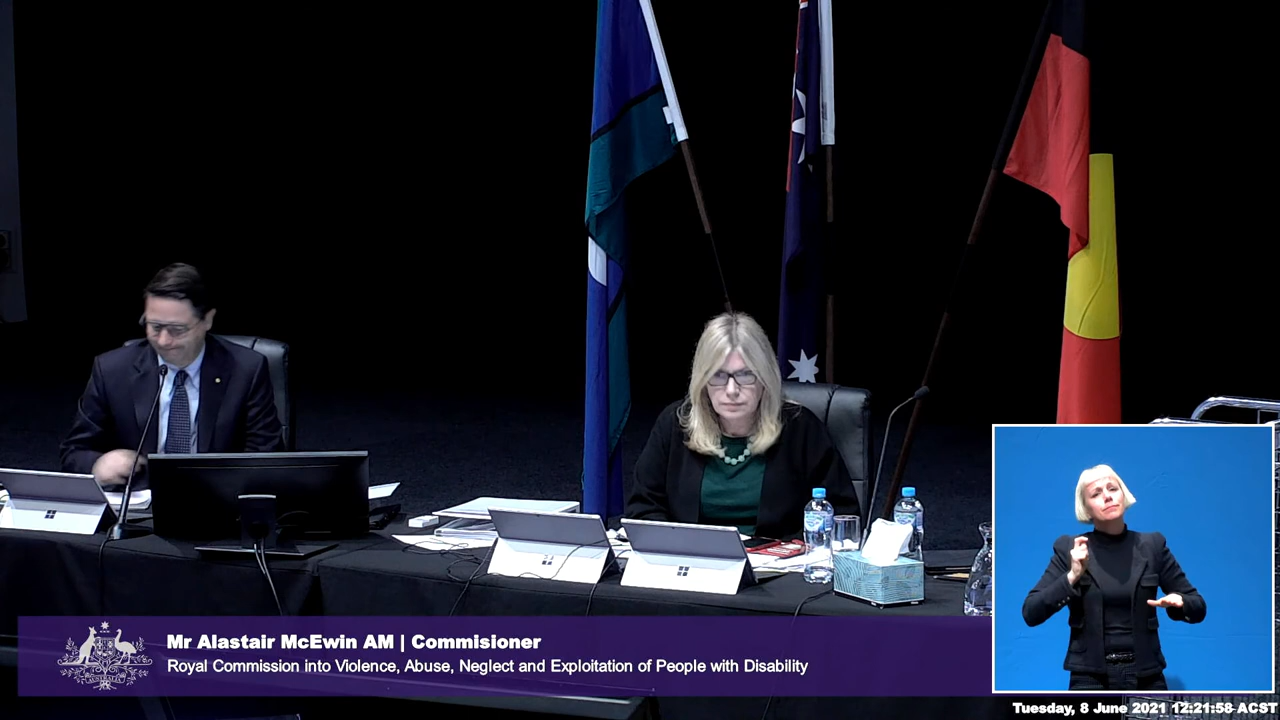 Mr Alastair McEwin AM | Commisioner
Royal Commission into Violence, Abuse, Neglect and Exploitation of People with Disability
Tuesday, 8 June 2021 12:21:58 ACST